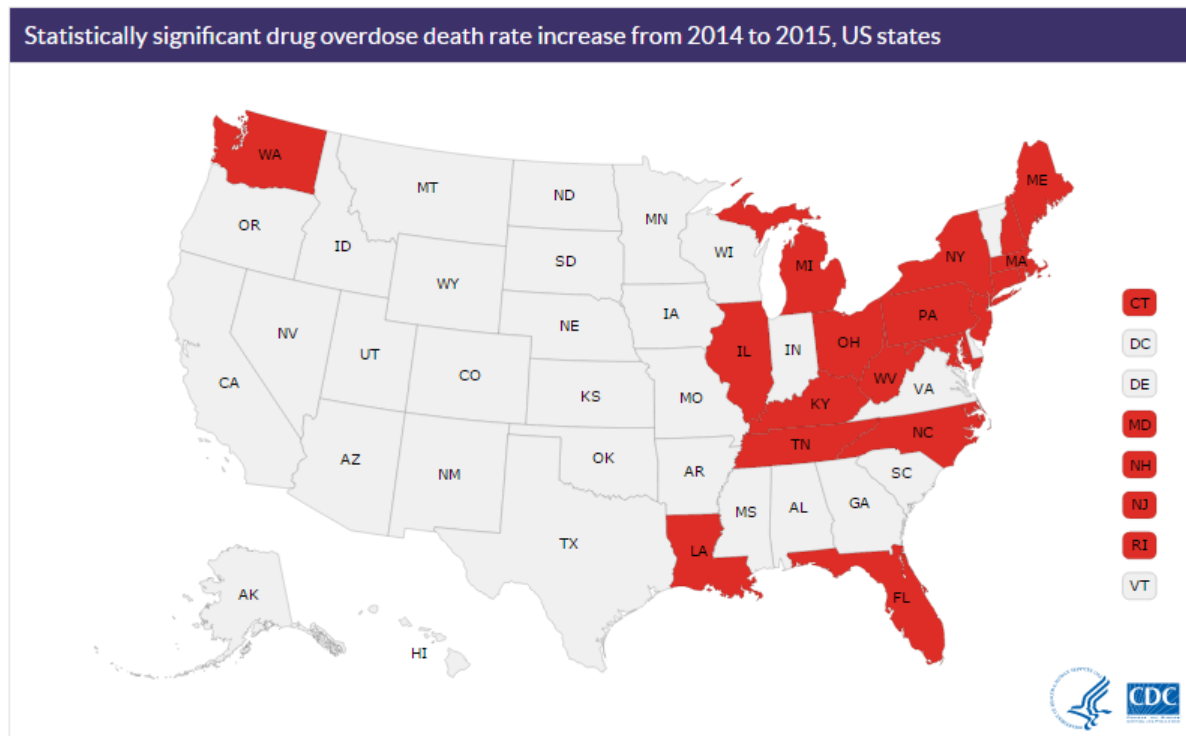 Statistically significant drug overdose death rate increase from 2014 to 2015, US states
WA
MT
ND
MN
ME
OR
ID
SD
WI
MI
NY
MA
WY
IA
NE
PA
CT
NV
UT
CO
IL
IN
OH
DC
CA
KS
MO
WV
VA
DE
KY
MD
AZ
NM
OK
AR
TN
NC
NH
SC
MS
AL
GA
NJ
TX
LA
RI
AK
FL
VT
HI
CDC